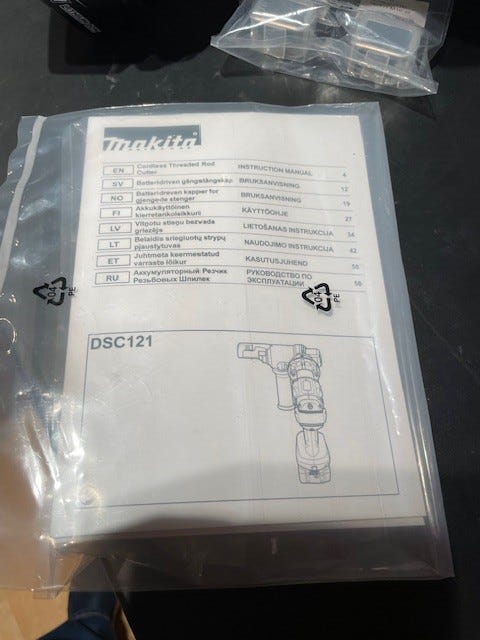 Makita
EN Cordless Threaded Rod Cutter INSTRUCTION MANUAL 4
SV Batteridriven gängstångskap BRUKSANVISNING 12
NO Batteridreven kapper for gjengede stenger BRUKSANVISNING 19
FI Akkukäyttöinen kierretankoleikkuri KÄYTTÖOHJE 27
LV Vītņotu stieņu bezvada griezējs LIETOŠANAS INSTRUKCIJA 34
LT Belaidis sriegiuotų strypų pjaustytuvas NAUDOJIMO INSTRUKCIJA 42
ET Juhtmeta keermestatud varraste lõikur KASUTUSJUHEND 50
RU Аккумуляторный Резчик Резьбовых Шпилек РУКОВОДСТВО ПО ЭКСПЛУАТАЦИИ 58
04
PE
04
PE
DSC121